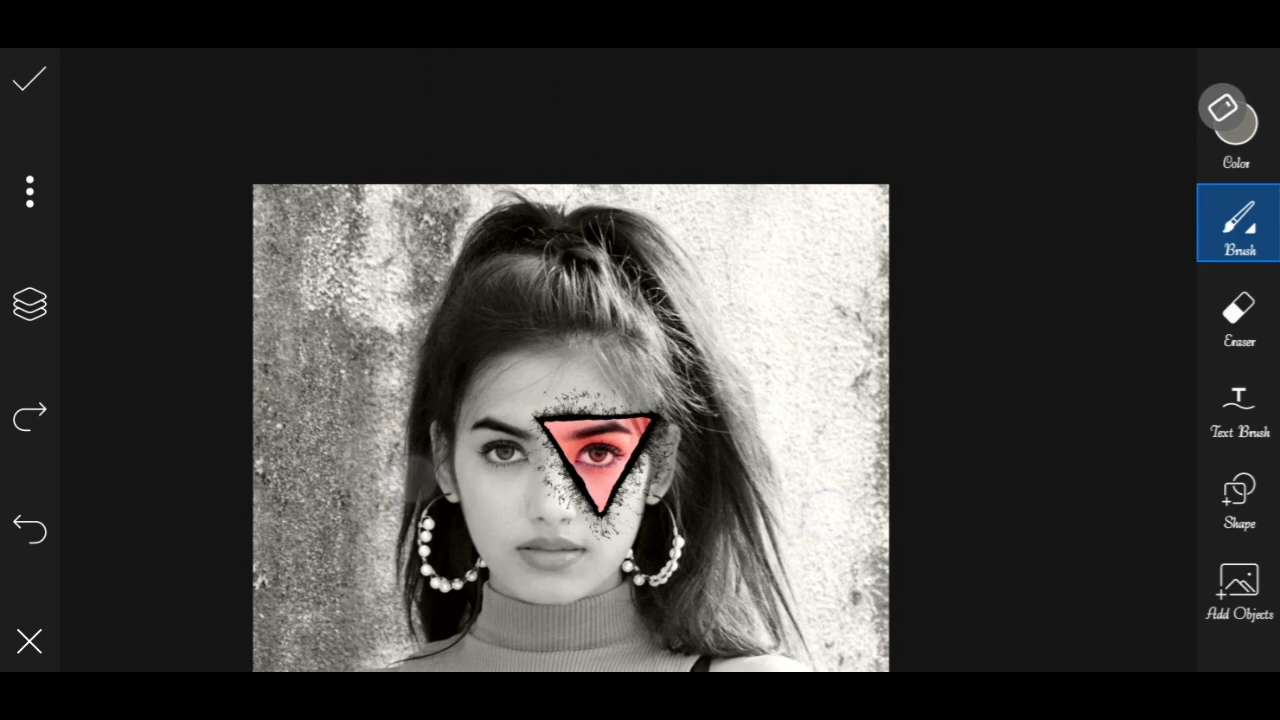 Color
Brush
Eraser
T
Text Brush
Shape
Add Objects